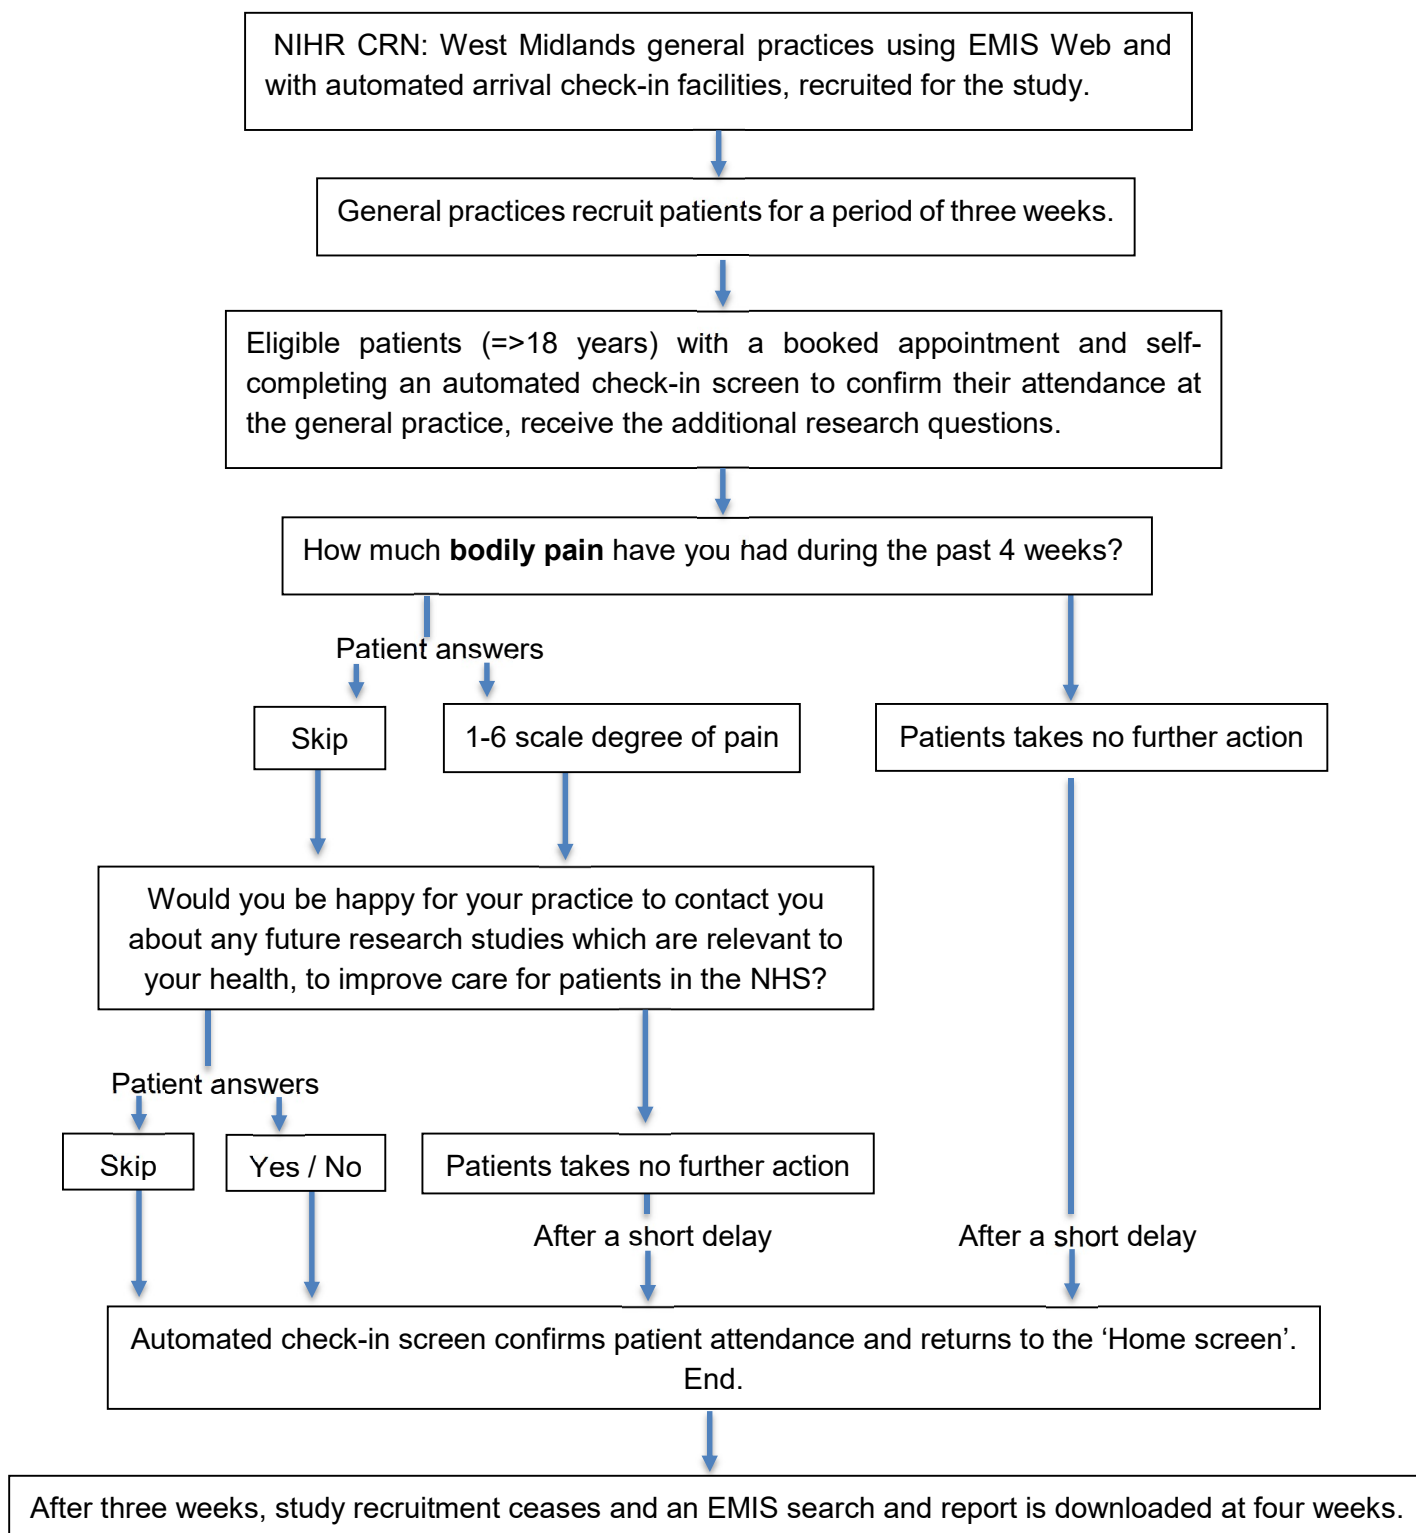 NIHR CRN: West Midlands general practices using EMIS Web and
with automated arrival check-in facilities, recruited for the study.
General practices recruit patients for a period of three weeks.
Eligible patients (=>18 years) with a booked appointment and self-
completing an automated check-in screen to confirm their attendance at
the general practice, receive the additional research questions.
How much bodily pain have you had during the past 4 weeks?
Patient answers
Skip
1-6 scale degree of pain
Patients takes no further action
Would you be happy for your practice to contact you
about any future research studies which are relevant to
your health, to improve care for patients in the NHS?
Patient answers
Skip
Yes / No
Patients takes no further action
After a short delay
After a short delay
Automated check-in screen confirms patient attendance and returns to the ‘Home screen’.
End.
After three weeks, study recruitment ceases and an EMIS search and report is downloaded at four weeks.